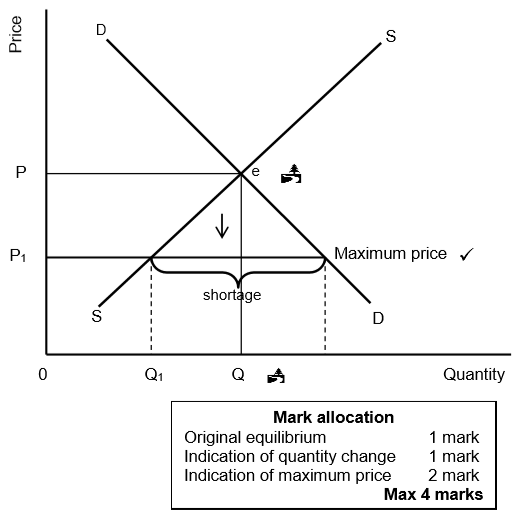 Price
D
S
P
e
P1
Maximum price ✓
shortage
S
D
0
Q1
Q
Quantity
Mark allocation
Original equilibrium 1 mark
Indication of quantity change 1 mark
Indication of maximum price 2 mark
Max 4 marks